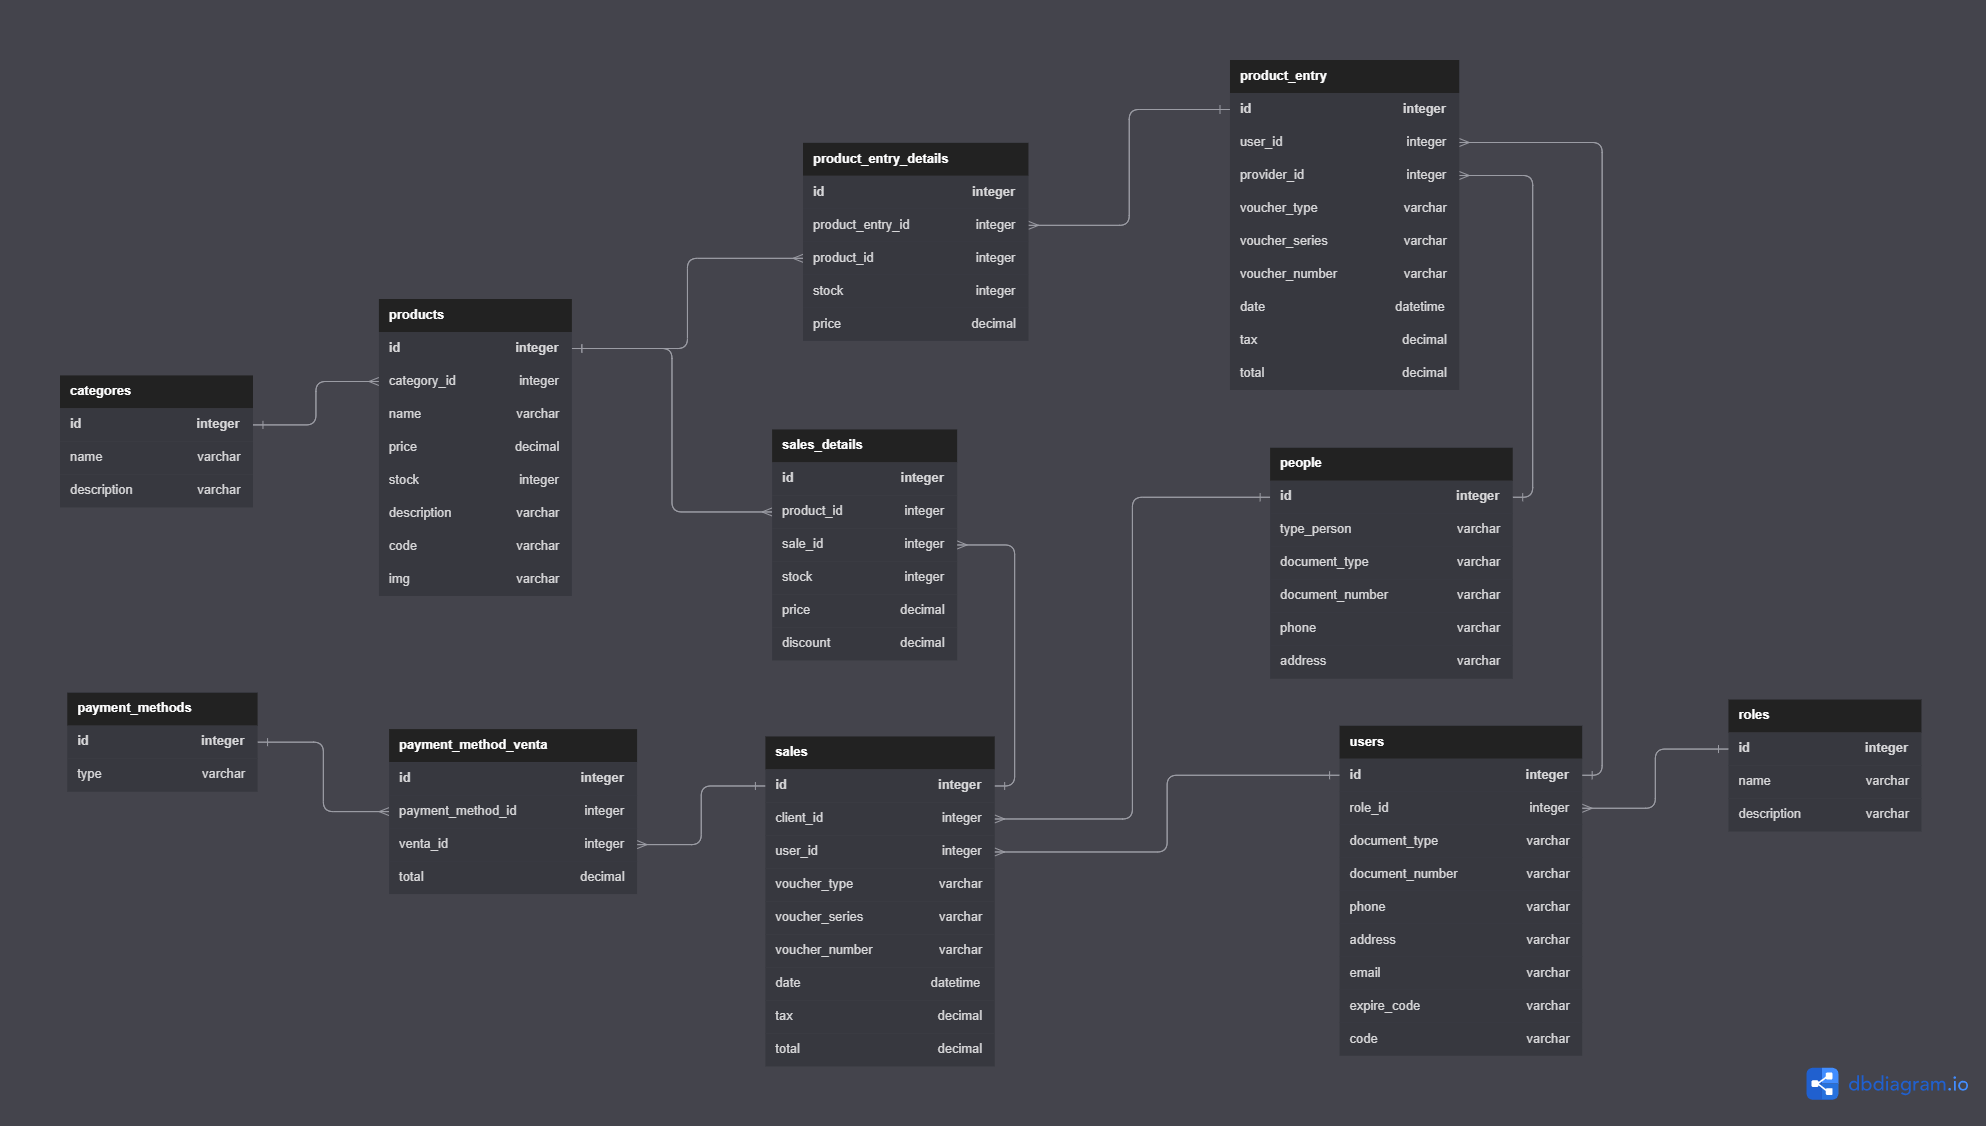 product_entry
id integer
user_id integer
provider_id integer
voucher_type varchar
voucher_series varchar
voucher_number varchar
date datetime
tax decimal
total decimal
product_entry_details
id integer
product_entry_id integer
product_id integer
stock integer
price decimal
products
id integer
category_id integer
name varchar
price decimal
stock integer
description varchar
code varchar
img varchar
categores
id integer
name varchar
description varchar
sales_details
id integer
product_id integer
sale_id integer
stock integer
price decimal
discount decimal
people
id integer
type_person varchar
document_type varchar
document_number varchar
phone varchar
address varchar
payment_methods
id integer
type varchar
payment_method_venta
id integer
payment_method_id integer
venta_id integer
total decimal
sales
id integer
client_id integer
user_id integer
voucher_type varchar
voucher_series varchar
voucher_number varchar
date datetime
tax decimal
total decimal
users
id integer
role_id integer
document_type varchar
document_number varchar
phone varchar
address varchar
email varchar
expire_code varchar
code varchar
roles
id integer
name varchar
description varchar
dbdiagram.io